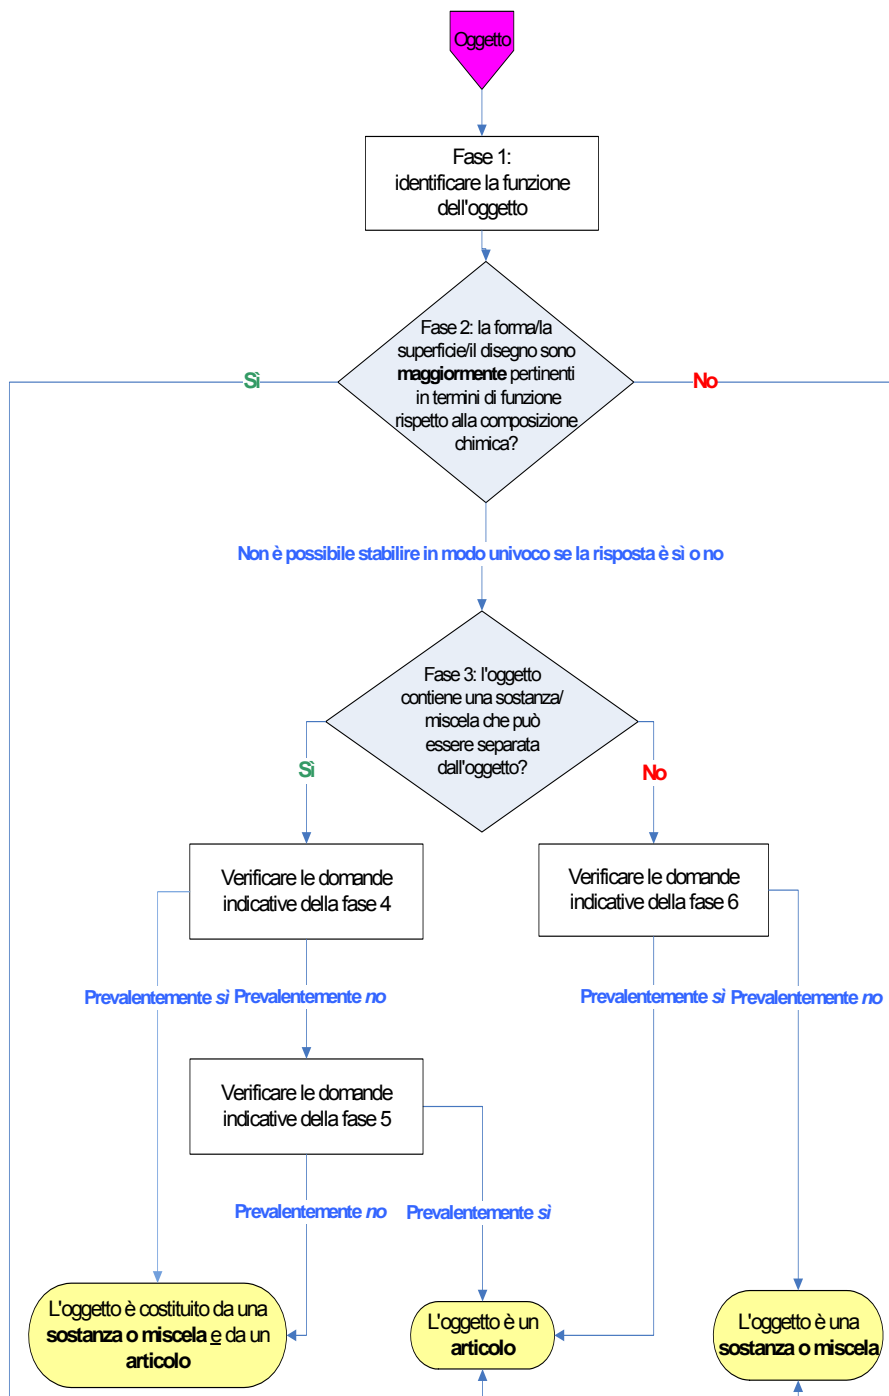 Oggetto
Fase 1:
identificare la funzione
dell'oggetto
Fase 2: la forma/la
superficie/il disegno sono
maggiormente pertinenti
in termini di funzione
rispetto alla composizione
chimica?
Sì
No
Non è possibile stabilire in modo univoco se la risposta è sì o no
Fase 3: l'oggetto
contiene una sostanza/
miscela che può
essere separata
dall'oggetto?
Sì
No
Verificare le domande
indicative della fase 4
Verificare le domande
indicative della fase 6
Prevalentemente sì
Prevalentemente no
Prevalentemente sì
Prevalentemente no
Verificare le domande
indicative della fase 5
Prevalentemente no
Prevalentemente sì
L'oggetto è costituito da una
sostanza o miscela e da un
articolo
L'oggetto è un
articolo
L'oggetto è una
sostanza o miscela